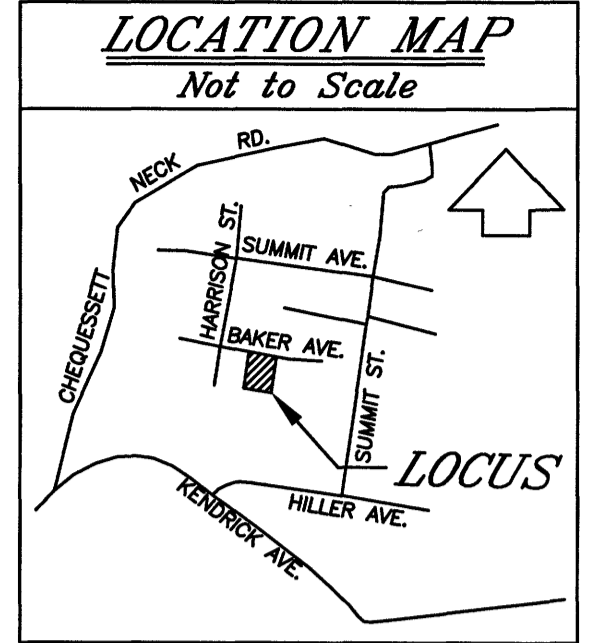 LOCATION MAP
Not to Scale
CHEQUESSETT NECK RD.
HARRISON ST.
SUMMIT AVE.
BAKER AVE.
SUMMIT ST.
LOCUS
HILLER AVE.
KENDRICK AVE.